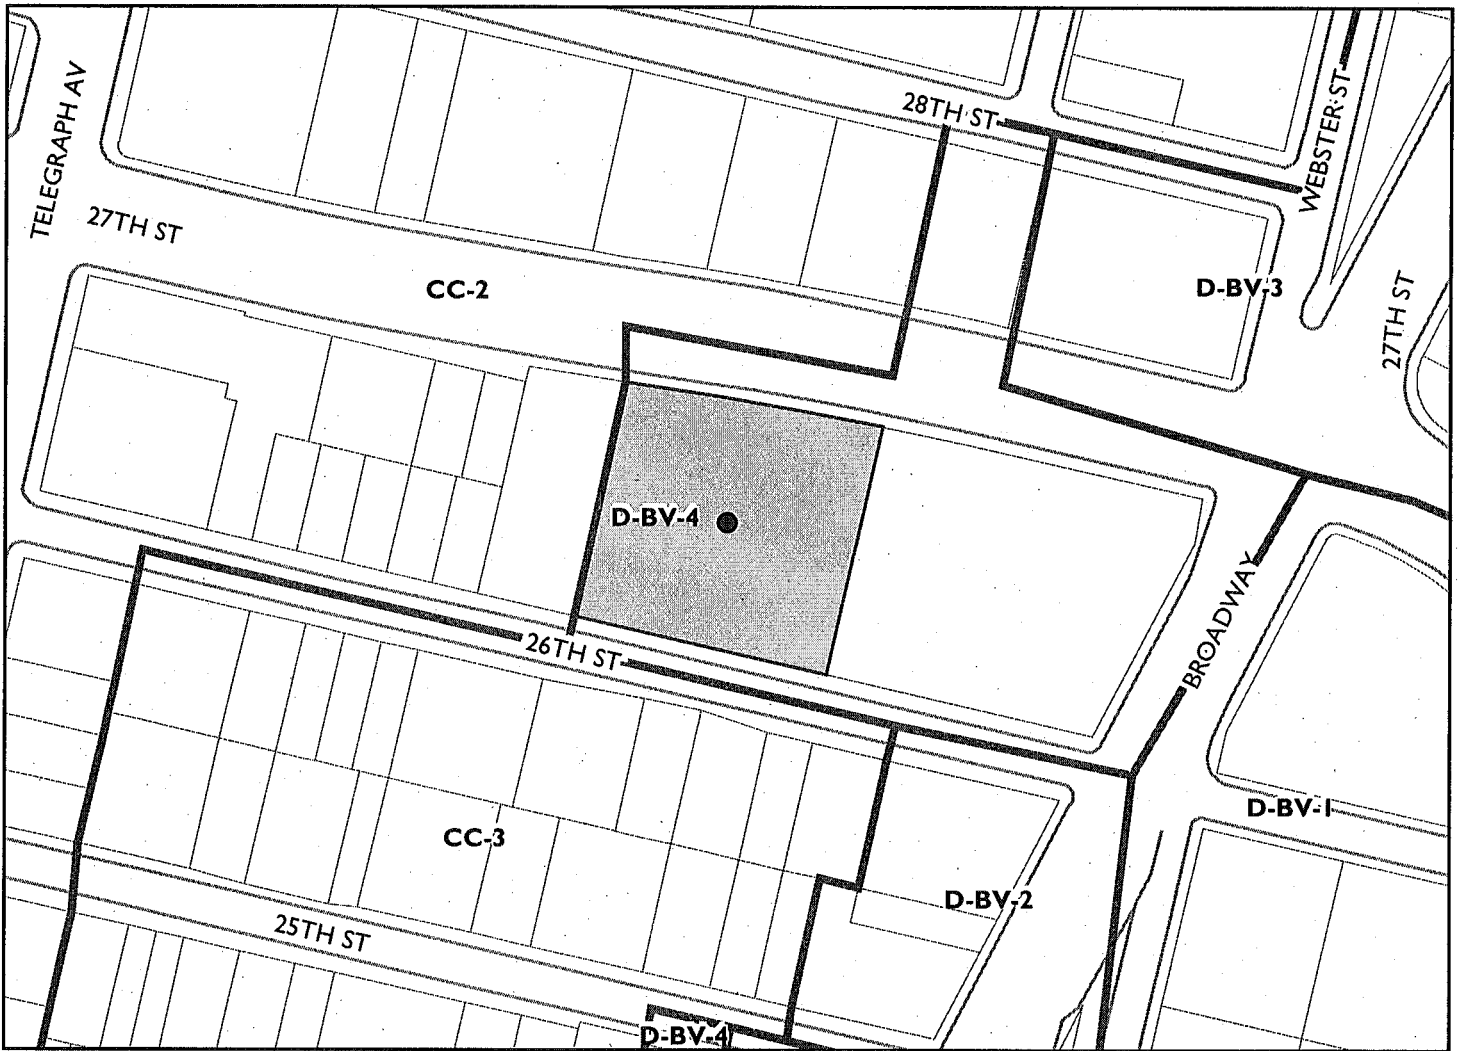 28TH ST
WEBSTER ST
TELEGRAPH AV
27TH ST
CC-2
D-BV-3
27TH ST
D-BV-4
BROADWAY
26TH ST
D-BV-1
CC-3
D-BV-2
25TH ST
D-BV-4